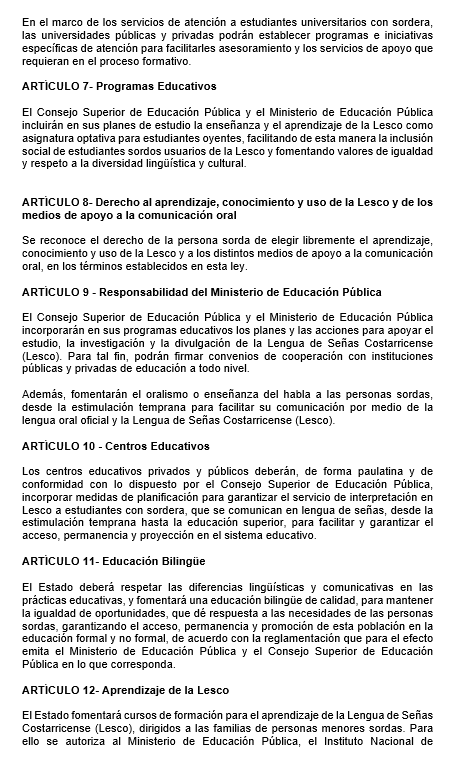 En el marco de los servicios de atención a estudiantes universitarios con sordera,
las universidades públicas y privadas podrán establecer programas e iniciativas
específicas de atención para facilitarles asesoramiento y los servicios de apoyo que
requieran en el proceso formativo.
ARTÌCULO 7- Programas Educativos
El Consejo Superior de Educación Pública y el Ministerio de Educación Pública
incluirán en sus planes de estudio la enseñanza y el aprendizaje de la Lesco como
asignatura optativa para estudiantes oyentes, facilitando de esta manera la inclusión
social de estudiantes sordos usuarios de la Lesco y fomentando valores de igualdad
y respeto a la diversidad lingüística y cultural.
ARTÌCULO 8- Derecho al aprendizaje, conocimiento y uso de la Lesco y de los
medios de apoyo a la comunicación oral
Se reconoce el derecho de la persona sorda de elegir libremente el aprendizaje,
conocimiento y uso de la Lesco y a los distintos medios de apoyo a la comunicación
oral, en los términos establecidos en esta ley.
ARTÌCULO 9 - Responsabilidad del Ministerio de Educación Pública
El Consejo Superior de Educación Pública y el Ministerio de Educación Pública
incorporarán en sus programas educativos los planes y las acciones para apoyar el
estudio, la investigación y la divulgación de la Lengua de Señas Costarricense
(Lesco). Para tal fin, podrán firmar convenios de cooperación con instituciones
públicas y privadas de educación a todo nivel.
Además, fomentarán el oralismo o enseñanza del habla a las personas sordas,
desde la estimulación temprana para facilitar su comunicación por medio de la
lengua oral oficial y la Lengua de Señas Costarricense (Lesco).
ARTÌCULO 10 - Centros Educativos
Los centros educativos privados y públicos deberán, de forma paulatina y de
conformidad con lo dispuesto por el Consejo Superior de Educación Pública,
incorporar medidas de planificación para garantizar el servicio de interpretación en
Lesco a estudiantes con sordera, que se comunican en lengua de señas, desde la
estimulación temprana hasta la educación superior, para facilitar y garantizar el
acceso, permanencia y proyección en el sistema educativo.
ARTÌCULO 11- Educación Bilingüe
El Estado deberá respetar las diferencias lingüísticas y comunicativas en las
prácticas educativas, y fomentará una educación bilingüe de calidad, para mantener
la igualdad de oportunidades, que dé respuesta a las necesidades de las personas
sordas, garantizando el acceso, permanencia y promoción de esta población en la
educación formal y no formal, de acuerdo con la reglamentación que para el efecto
emita el Ministerio de Educación Pública y el Consejo Superior de Educación
Pública en lo que corresponda.
ARTÌCULO 12- Aprendizaje de la Lesco
El Estado fomentará cursos de formación para el aprendizaje de la Lengua de Señas
Costarricense (Lesco), dirigidos a las familias de personas menores sordas. Para
ello se autoriza al Ministerio de Educación Pública, el Instituto Nacional de